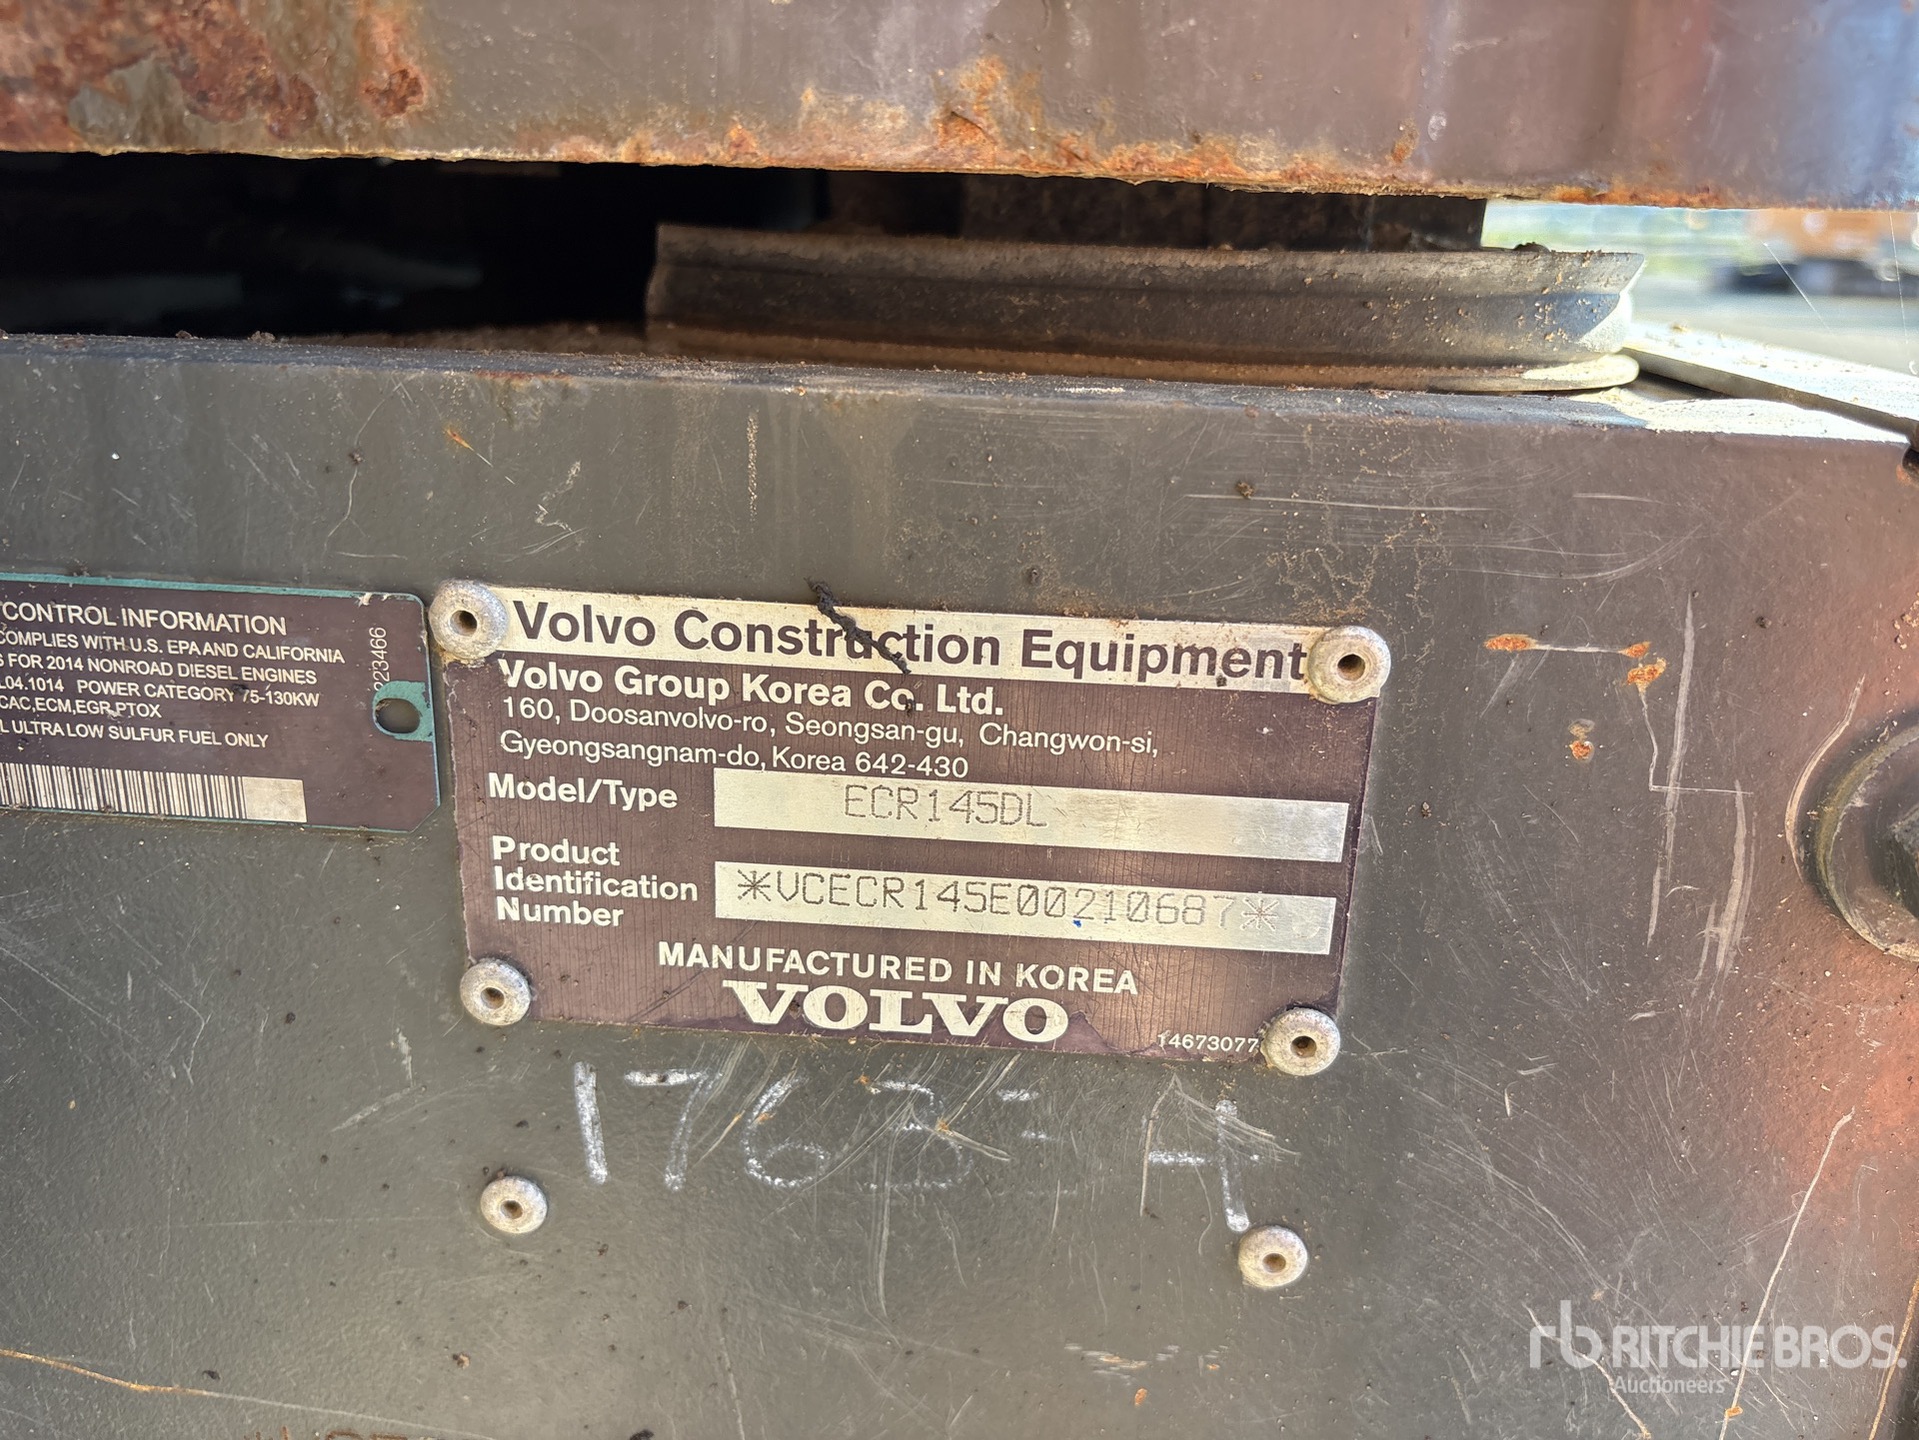 CONTROL INFORMATION
COMPLIES WITH U.S. EPA AND CALIFORNIA
S FOR 2014 NONROAD DIESEL ENGINES
L04.1014 POWER CATEGORY 75-130KW
CAC,ECM,EGR,PTOX
L ULTRA LOW SULFUR FUEL ONLY
Volvo Construction Equipment
Volvo Group Korea Co. Ltd.
160, Doosanvolvo-ro, Seongsan-gu, Changwon-si,
Gyeongsangnam-do, Korea 642-430
Model/Type ECR145DL
Product
Identification
Number
*VCECR145E00210687*
MANUFACTURED IN KOREA
VOLVO
14673077
rb RITCHIE BROS.
Auctioneers